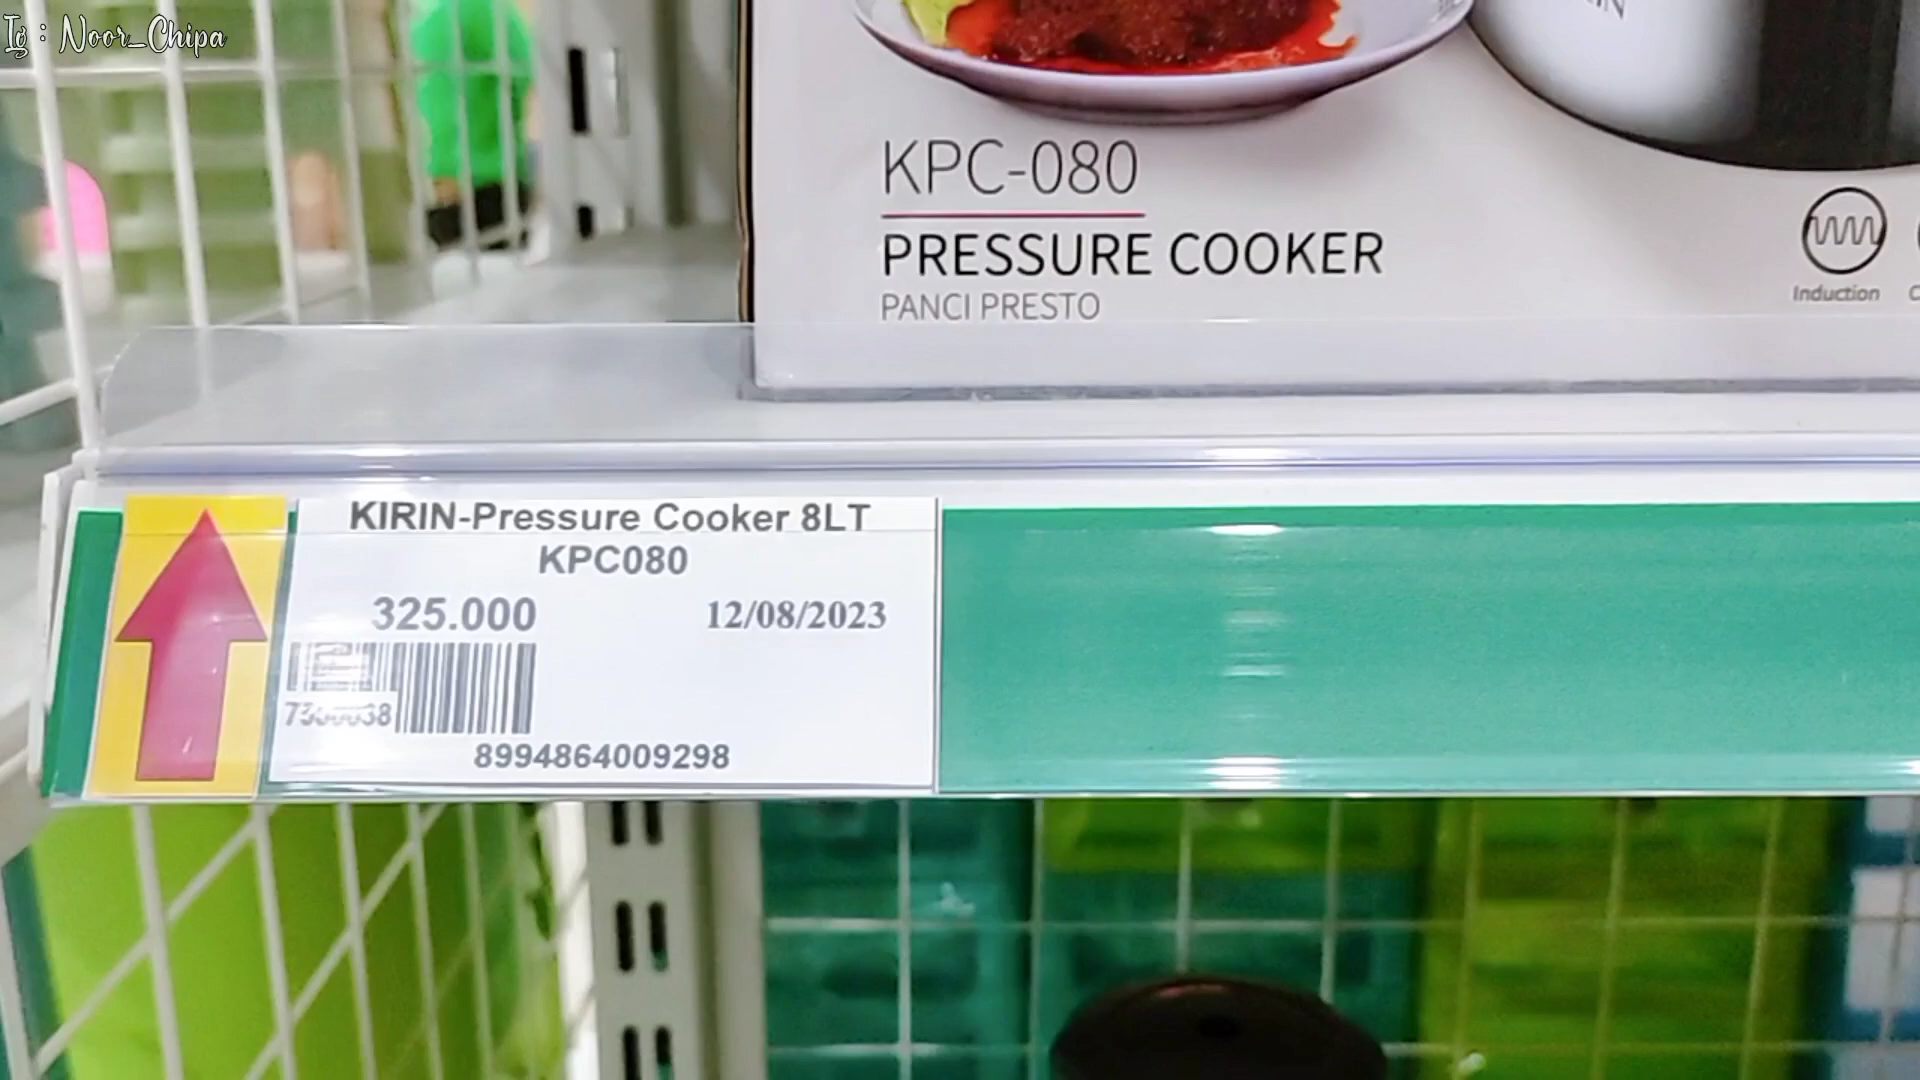 Ig : Noor_Chipa
KPC-080
PRESSURE COOKER
PANCI PRESTO
Induction
KIRIN-Pressure Cooker 8LT
KPC080
325.000 12/08/2023
8994864009298